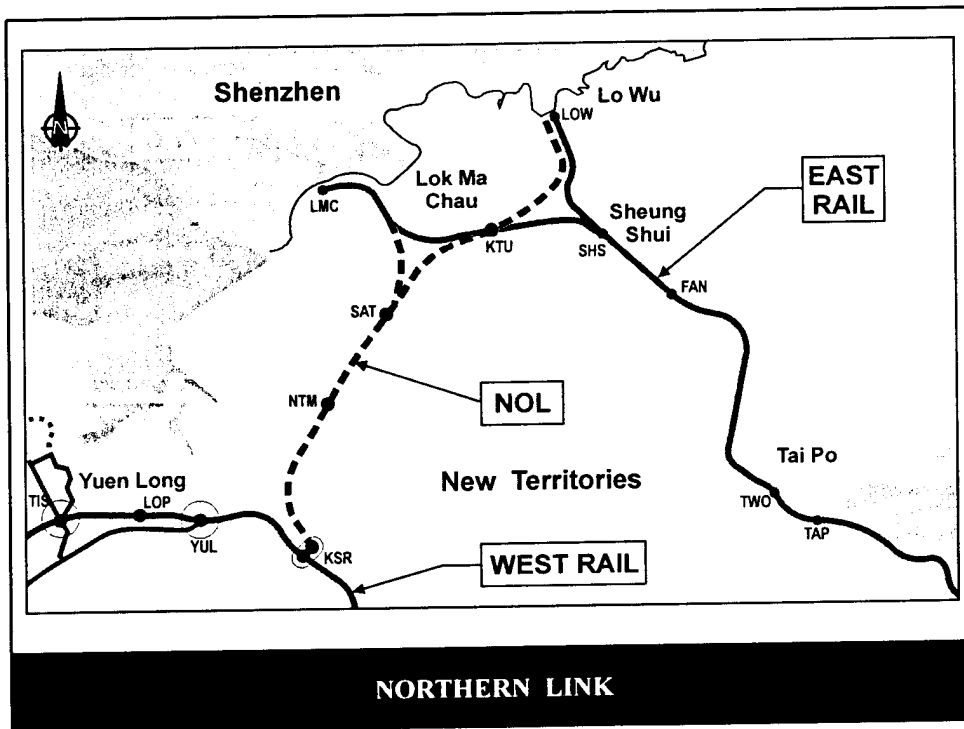 Shenzhen
N
Lo Wu
LOW
Lok Ma
Chau
LMC
EAST
RAIL
Sheung
Shui
KTU
SHS
FAN
SAT
NTM
NOL
Yuen Long
New Territories
Tai Po
TIS
LOP
YUL
TWO
TAP
KSR
WEST RAIL
NORTHERN LINK